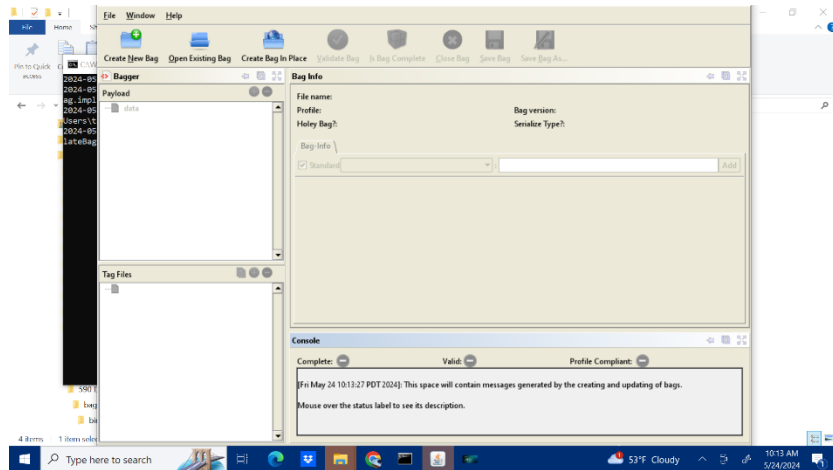 File Window Help
File Home Sh
Create New Bag Open Existing Bag Create Bag In Place Validate Bag Is Bag Complete Close Bag Save Bag Save Bag As...
Pin to Quick access
Bagger
Bag Info
2024-05
2024-05
ag.impl
2024-05
Users\t
2024-05
lateBag
Payload
data
File name:
Profile: Bag version:
Holey Bag?: Serialize Type?:
Bag-Info
Standard : Add
Tag Files
Console
Complete: Valid: Profile Compliant:
[Fri May 24 10:13:27 PDT 2024]: This space will contain messages generated by the creating and updating of bags.
Mouse over the status label to see its description.
590
bag
bi
4 items 1 item sele
Type here to search
53°F Cloudy
10:13 AM
5/24/2024